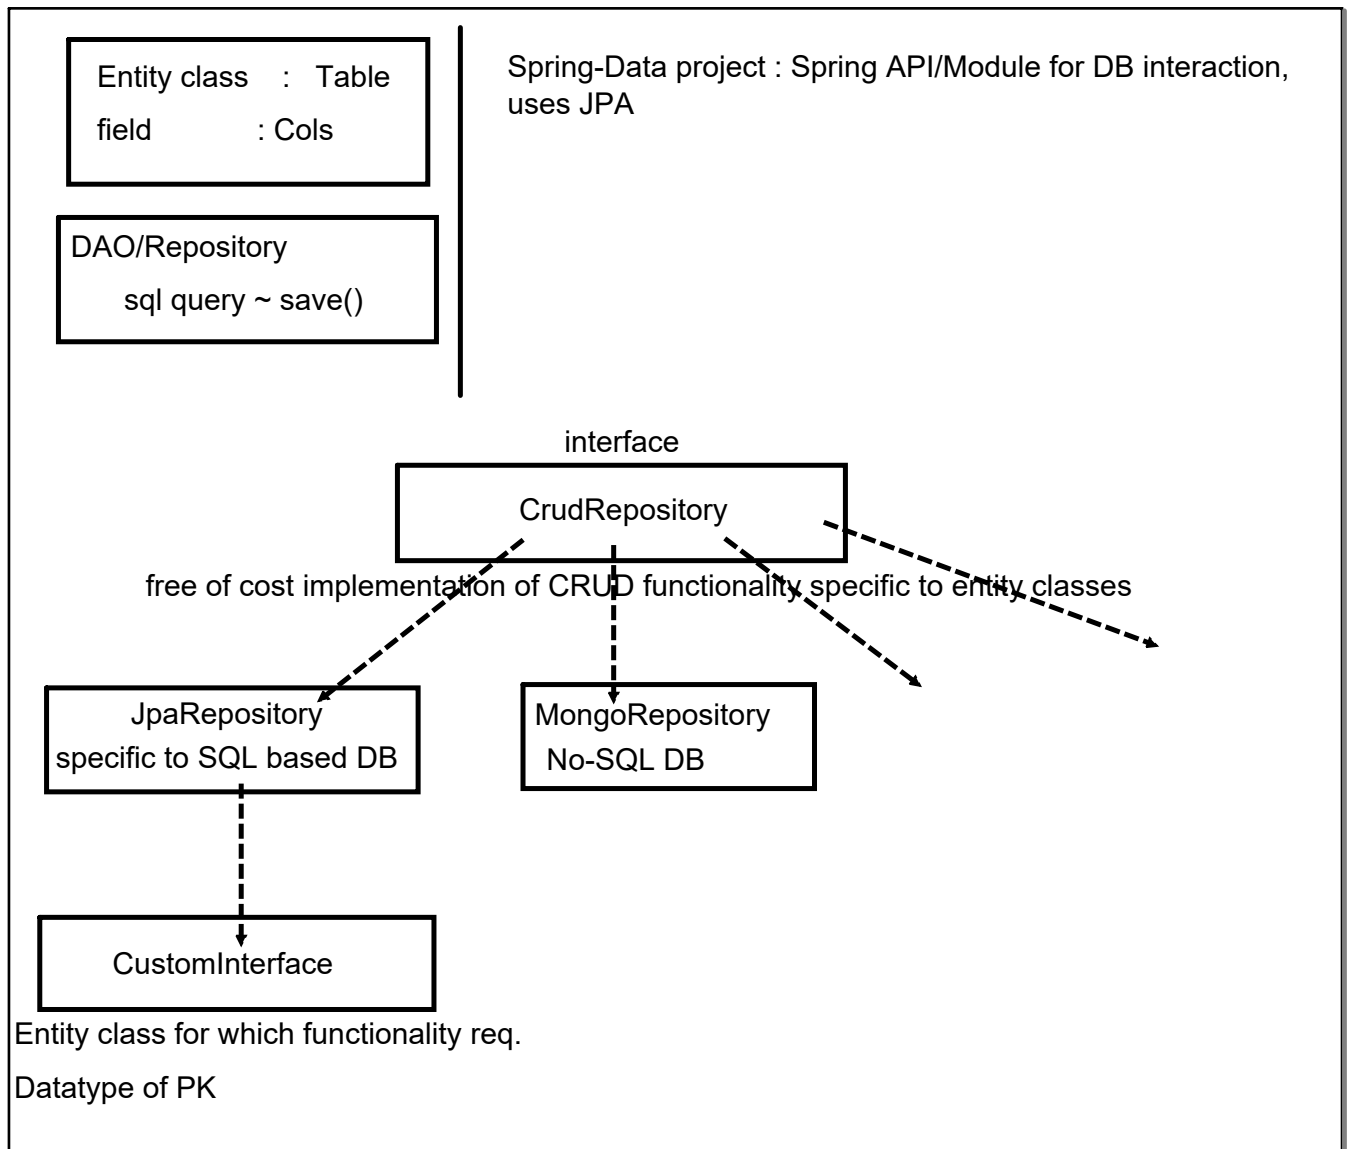 Entity class : Table
field : Cols
Spring-Data project : Spring API/Module for DB interaction,
uses JPA
DAO/Repository
sql query ~ save()
interface
CrudRepository
free of cost implementation of CRUD functionality specific to entity classes
JpaRepository
specific to SQL based DB
MongoRepository
No-SQL DB
CustomInterface
Entity class for which functionality req.
Datatype of PK